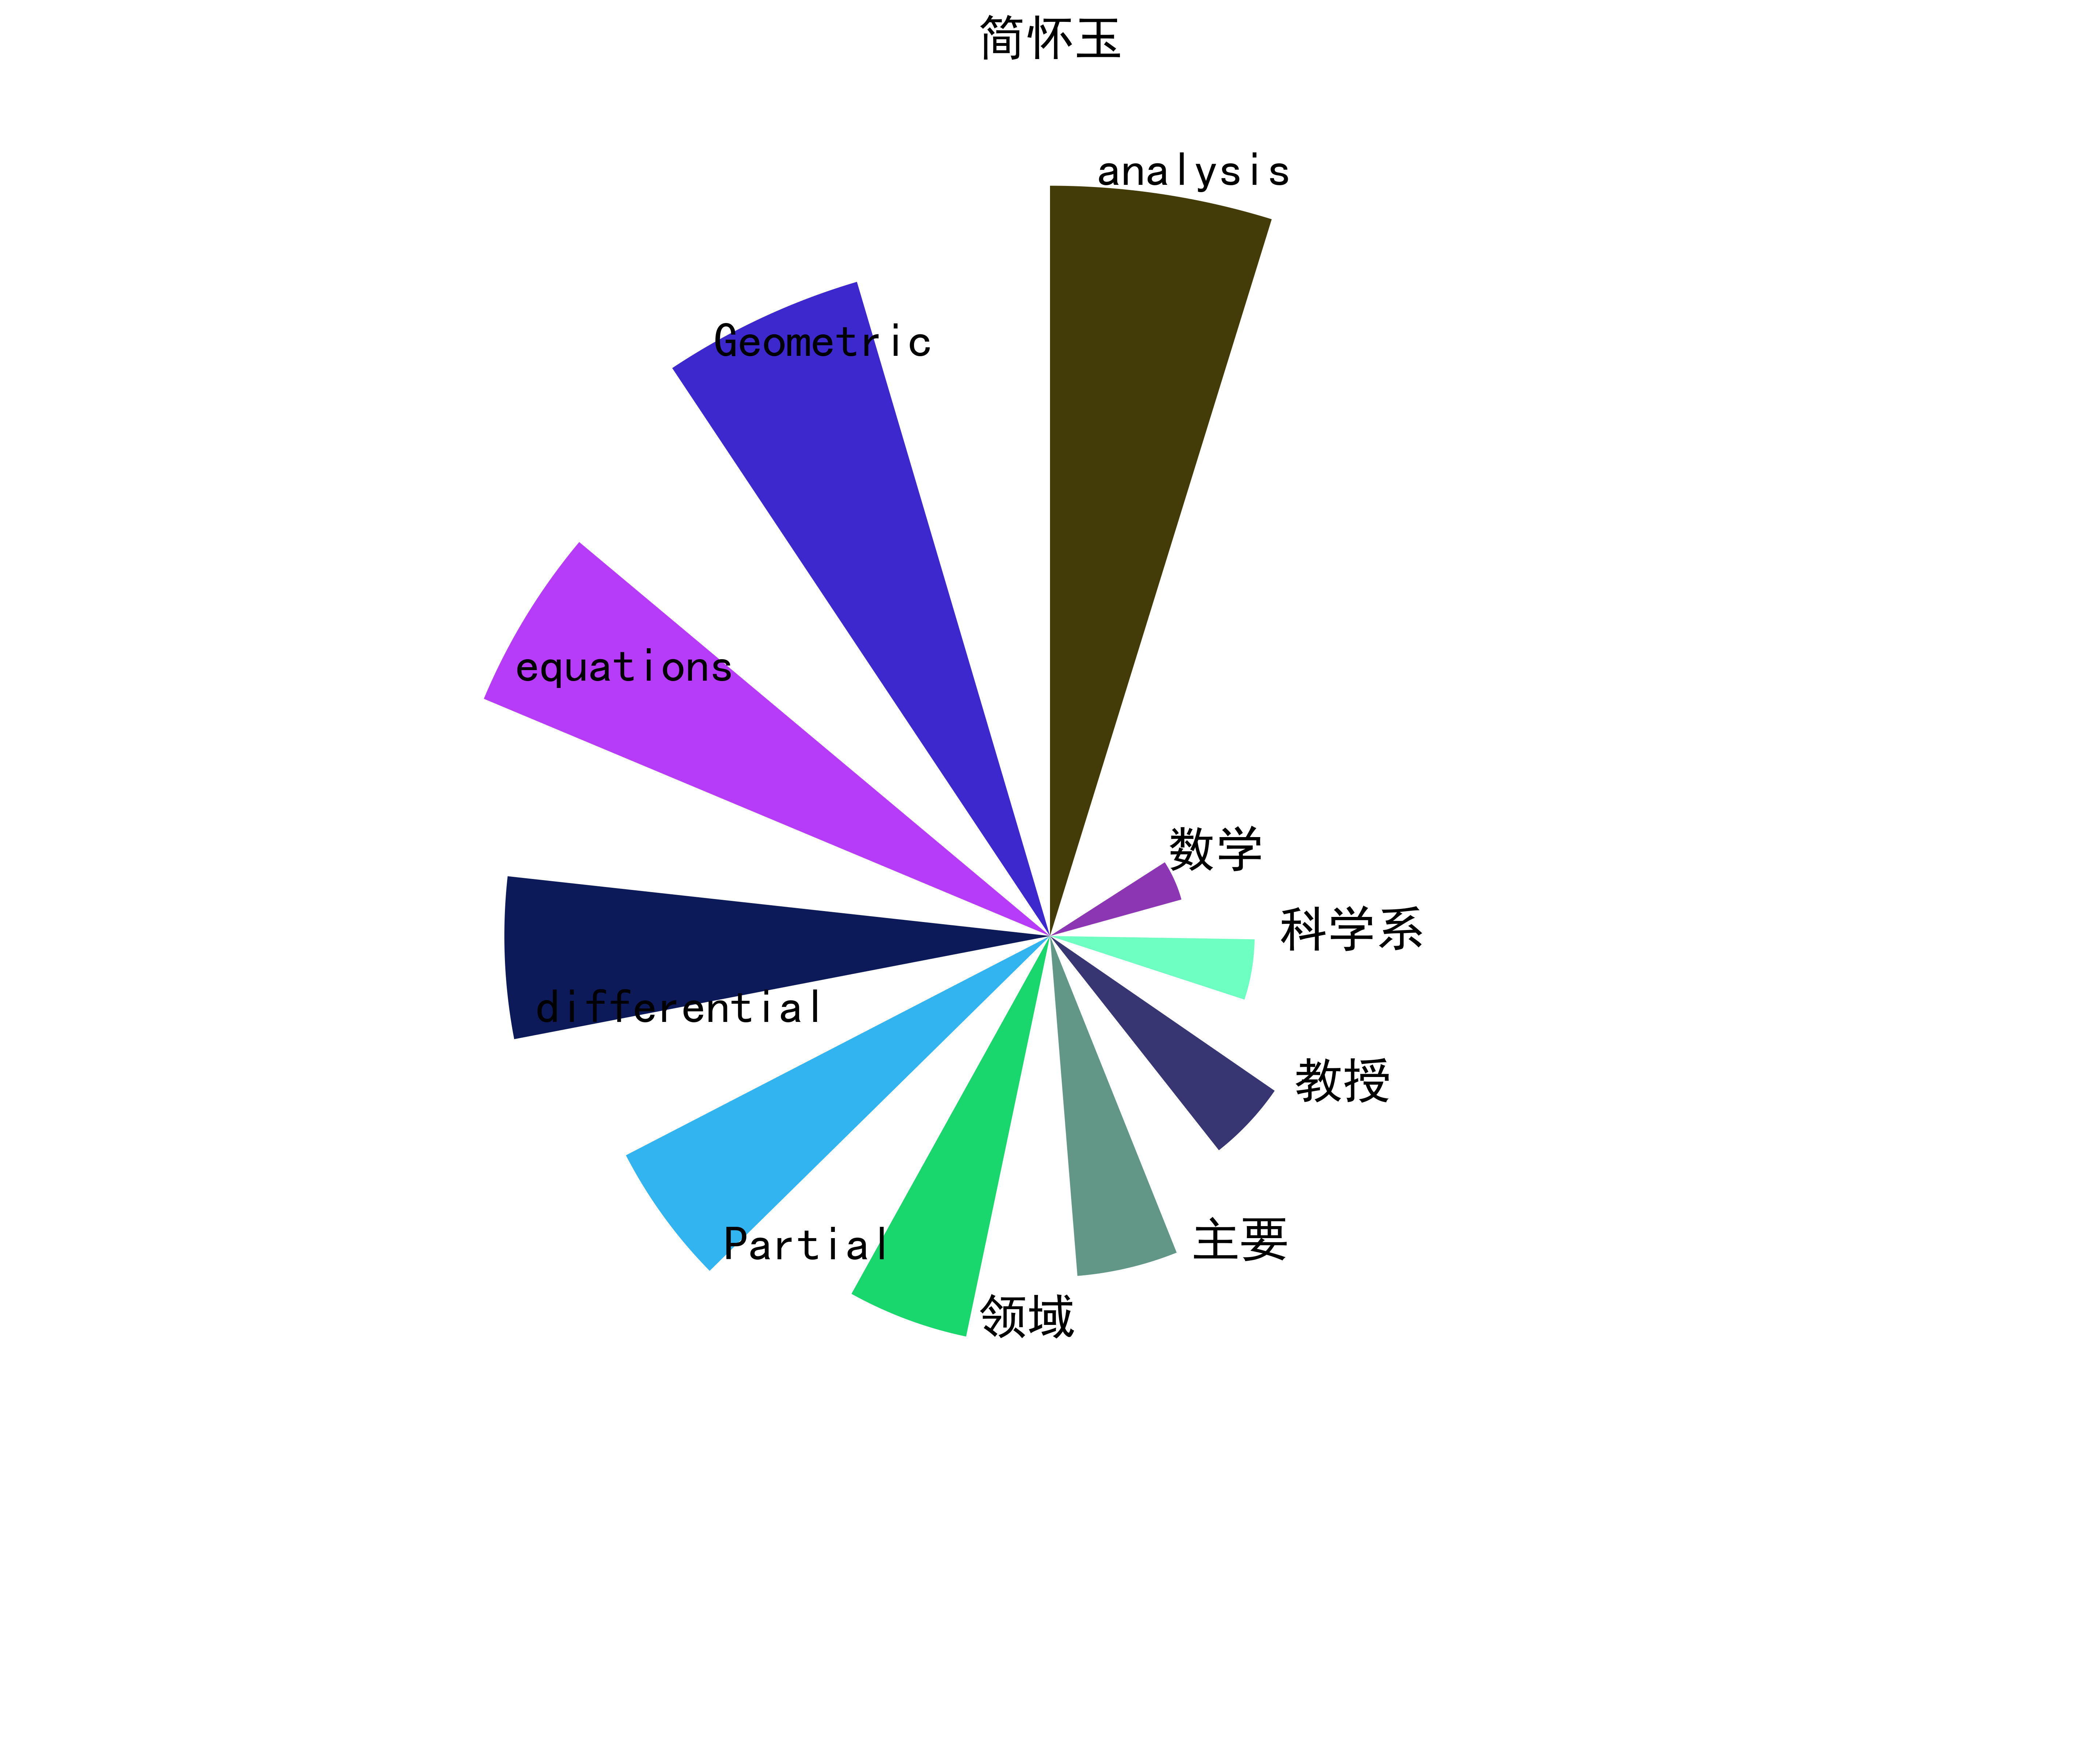 简怀玉
analysis
Geometric
equations
数学
科学系
differential
教授
Partial
主要
领域